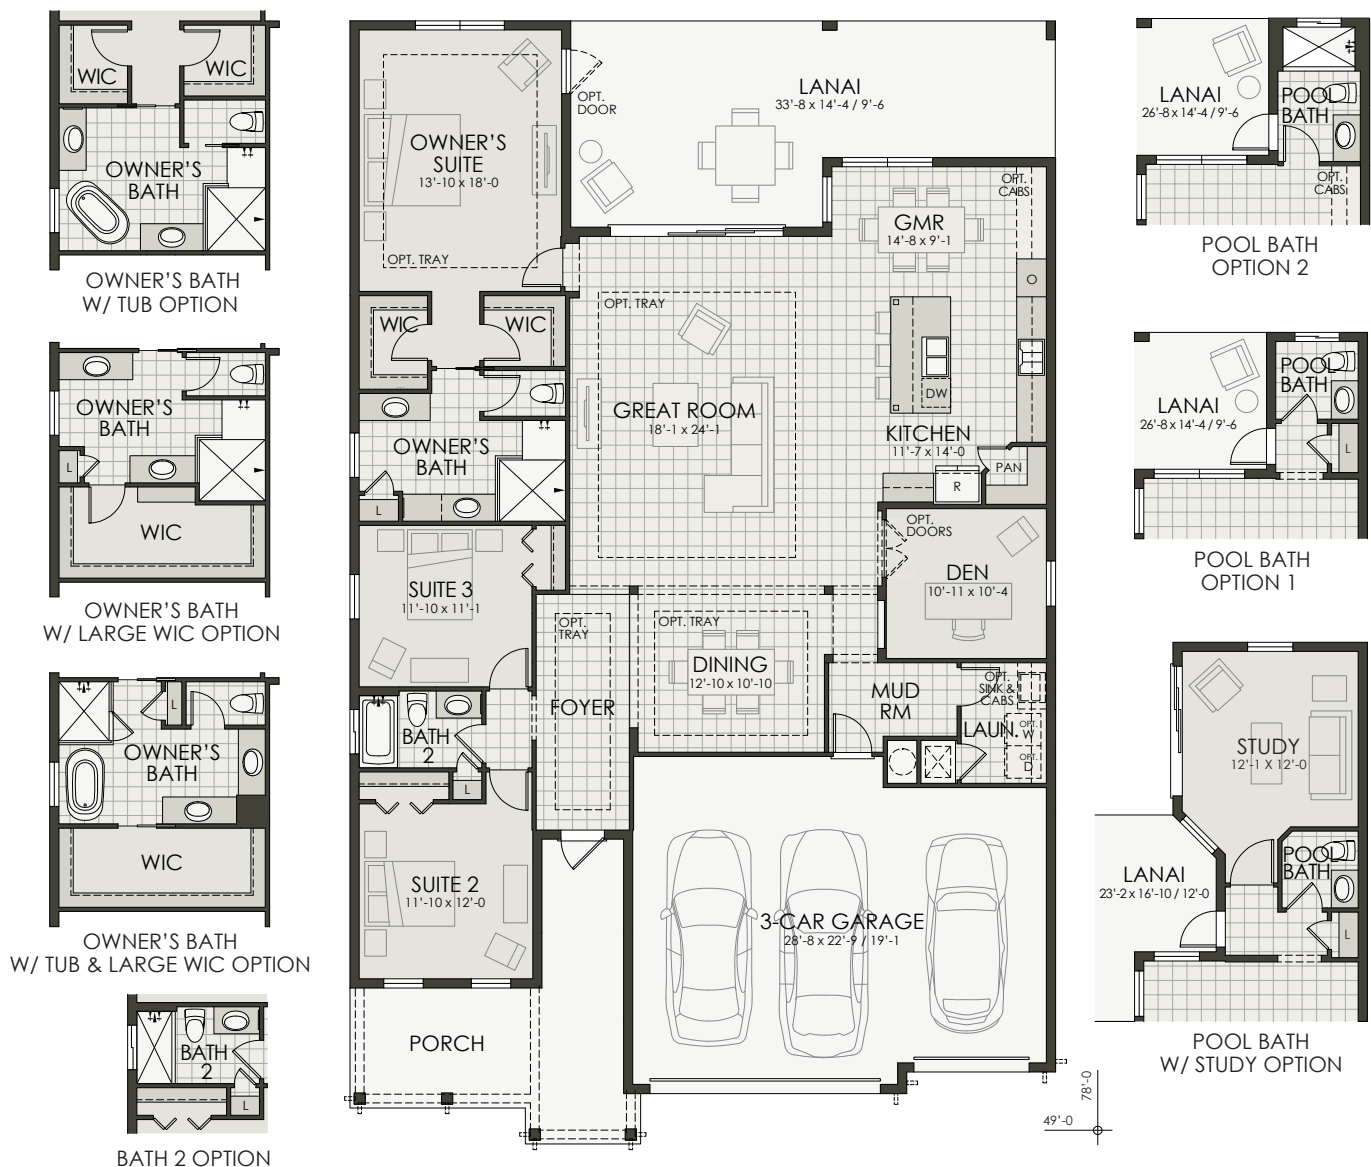 WIC
WIC
OWNER'S
BATH
OWNER'S BATH
W/ TUB OPTION
OWNER'S
BATH
L
WIC
OWNER'S BATH
W/ LARGE WIC OPTION
L
OWNER'S
BATH
WIC
OWNER'S BATH
W/ TUB & LARGE WIC OPTION
BATH
2
L
BATH 2 OPTION
OWNER'S
SUITE
13'-10 x 18'-0
OPT. TRAY
OPT.
DOOR
LANAI
33'-8 x 14'-4 / 9'-6
OPT.
CABS
GMR
14'-8 x 9'-1
O
WIC
WIC
OPT. TRAY
DW
GREAT ROOM
18'-1 x 24'-1
KITCHEN
11'-7 x 14'-0
PAN
R
OWNER'S
BATH
L
OPT.
DOORS
SUITE 3
11'-10 x 11'-1
DEN
10'-11 x 10'-4
OPT.
TRAY
OPT. TRAY
DINING
12'-10 x 10'-10
FOYER
MUD
RM
OPT.
SINK &
CABS
LAUN.
OPT.
W
OPT.
D
BATH
2
L
SUITE 2
11'-10 x 12'-0
3-CAR GARAGE
28'-8 x 22'-9 / 19'-1
PORCH
78'-0
49'-0
LANAI
26'-8 x 14'-4 / 9'-6
POOL
BATH
OPT.
CABS
POOL BATH
OPTION 2
POOL
BATH
LANAI
26'-8 x 14'-4 / 9'-6
L
POOL BATH
OPTION 1
STUDY
12'-1 X 12'-0
POOL
BATH
LANAI
23'-2 x 16'-10 / 12'-0
L
POOL BATH
W/ STUDY OPTION